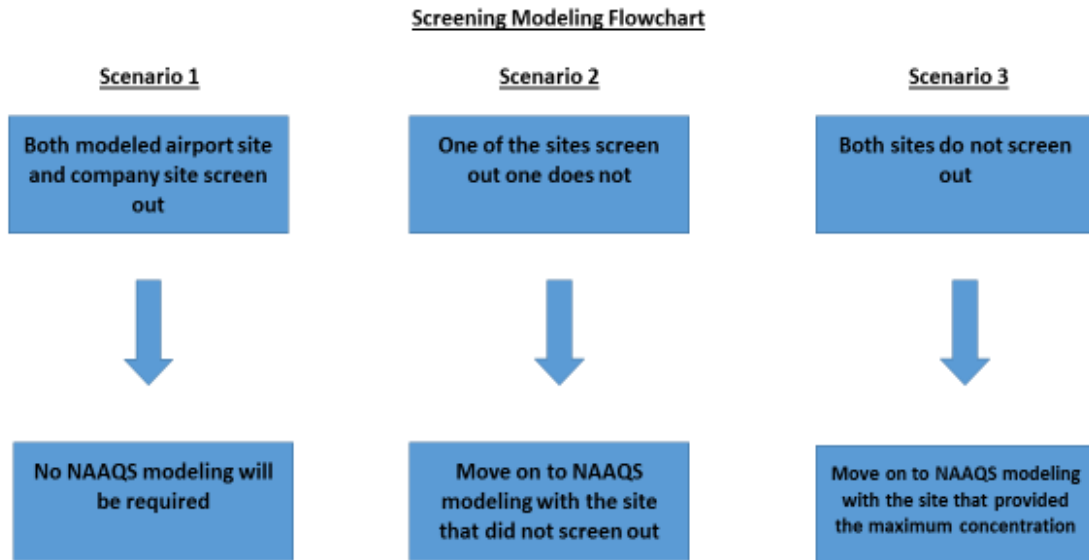 Screening Modeling Flowchart
Scenario 1
Scenario 2
Scenario 3
Both modeled airport site
and company site screen
out
One of the sites screen
out one does not
Both sites do not screen
out
No NAAQS modeling will
be required
Move on to NAAQS
modeling with the site
that did not screen out
Move on to NAAQS modeling
with the site that provided
the maximum concentration